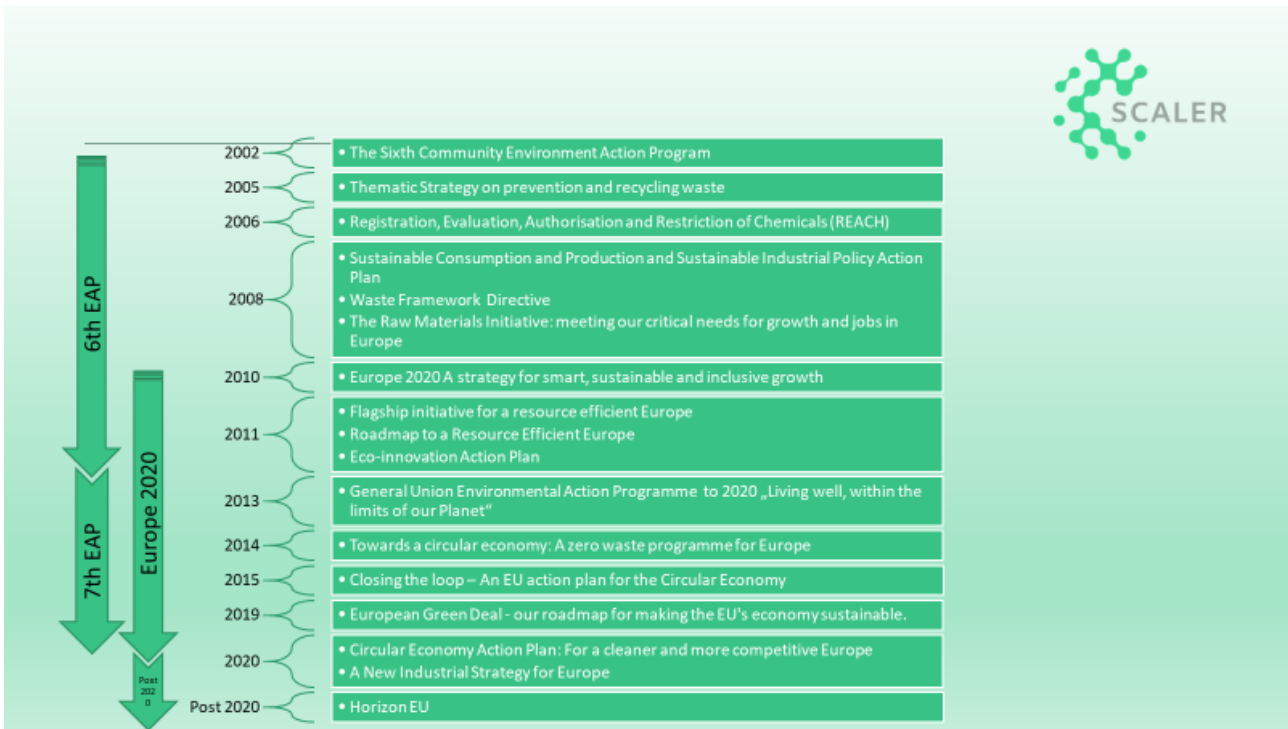 SCALER
2002
• The Sixth Community Environment Action Program
2005
• Thematic Strategy on prevention and recycling waste
2006
• Registration, Evaluation, Authorisation and Restriction of Chemicals (REACH)
2008
• Sustainable Consumption and Production and Sustainable Industrial Policy Action
Plan
• Waste Framework Directive
• The Raw Materials Initiative: meeting our critical needs for growth and jobs in
Europe
2010
• Europe 2020 A strategy for smart, sustainable and inclusive growth
2011
• Flagship initiative for a resource efficient Europe
• Roadmap to a Resource Efficient Europe
• Eco-innovation Action Plan
2013
• General Union Environmental Action Programme to 2020 „Living well, within the
limits of our Planet“
2014
• Towards a circular economy: A zero waste programme for Europe
2015
• Closing the loop – An EU action plan for the Circular Economy
2019
• European Green Deal - our roadmap for making the EU's economy sustainable.
2020
• Circular Economy Action Plan: For a cleaner and more competitive Europe
• A New Industrial Strategy for Europe
Post 2020
• Horizon EU
6th EAP
7th EAP
Europe 2020
Post
202
0